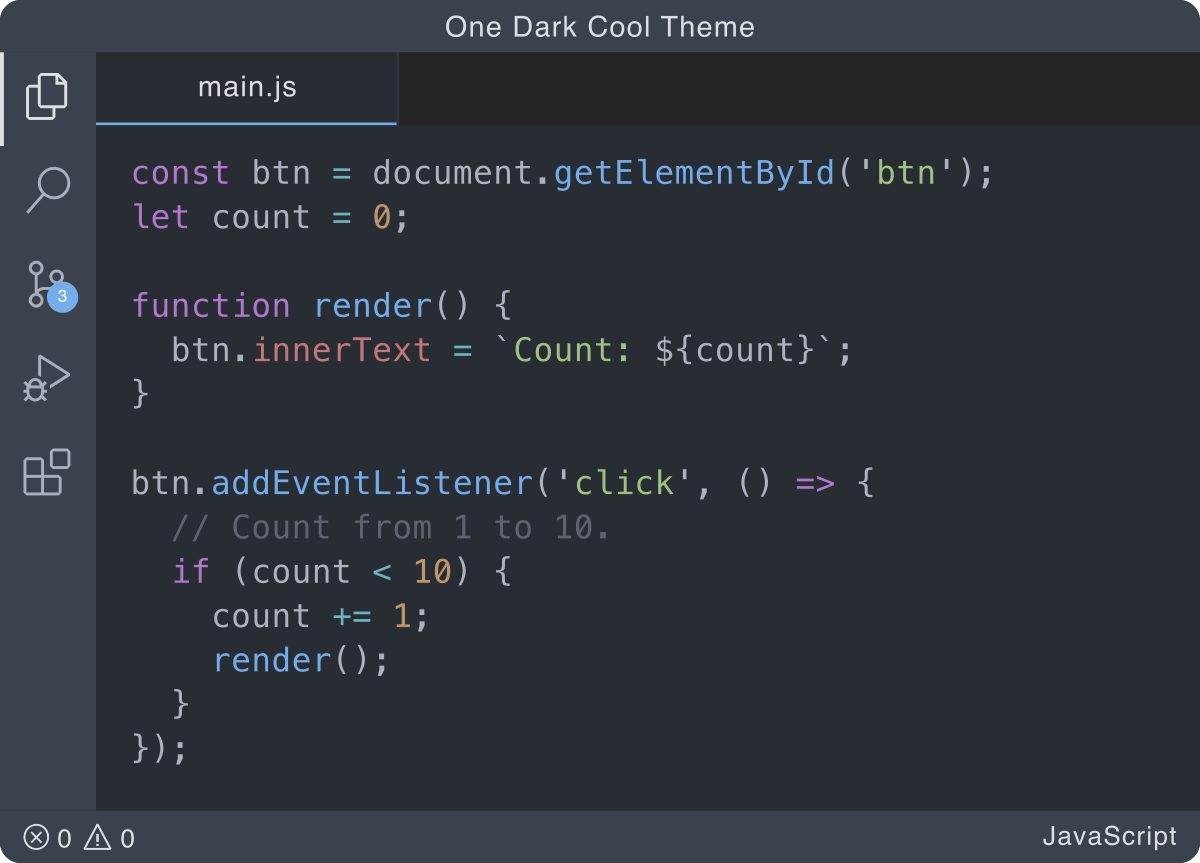 One Dark Cool Theme
main.js
const btn = document.getElementById('btn');
let count = 0;
function render() {
  btn.innerText = `Count: ${count}`;
}
btn.addEventListener('click', () => {
  // Count from 1 to 10.
  if (count < 10) {
    count += 1;
    render();
  }
});
3
0 0
JavaScript